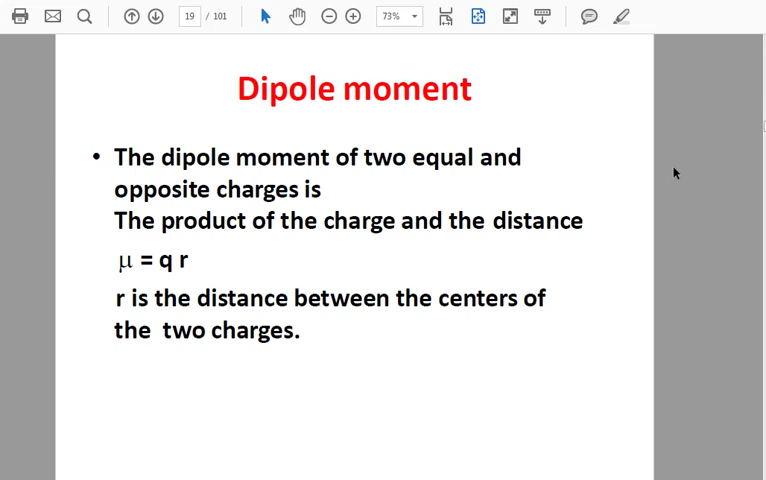 19 / 101
73%
Dipole moment
• The dipole moment of two equal and
opposite charges is
The product of the charge and the distance
μ = q r
r is the distance between the centers of
the two charges.